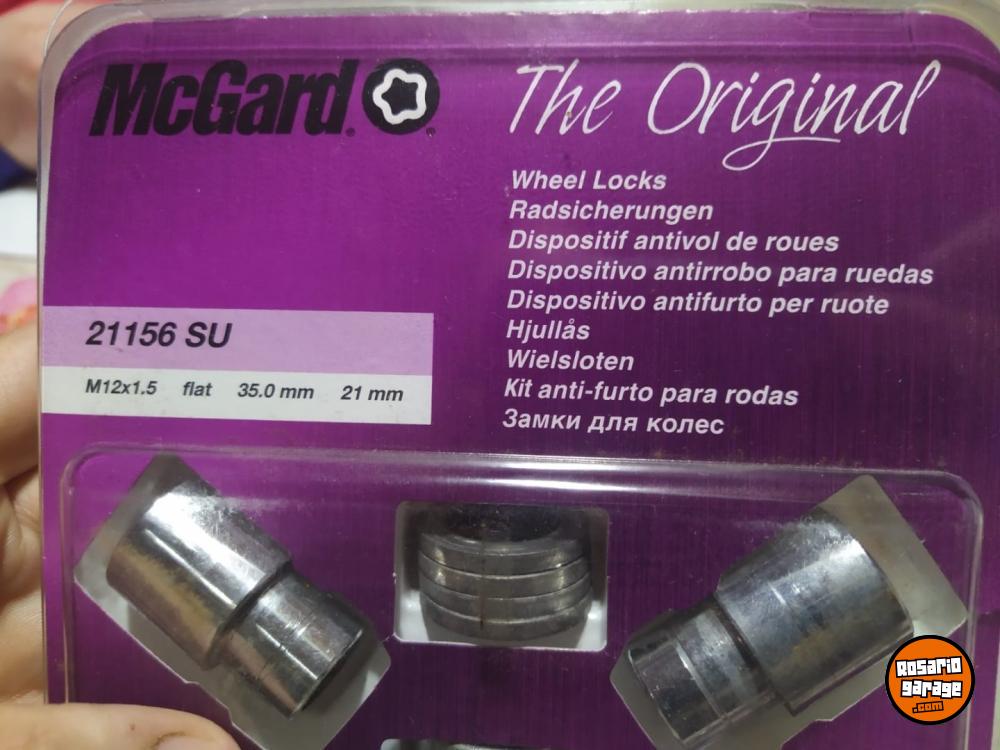 McGard
The Original
Wheel Locks
Radsicherungen
Dispositif antivol de roues
Dispositivo antirrobo para ruedas
Dispositivo antifurto per ruote
Hjullås
Wielsloten
Kit anti-furto para rodas
Замки для колес
21156 SU
M12x1.5 flat 35.0 mm 21 mm
ROSARIO
garage
.com